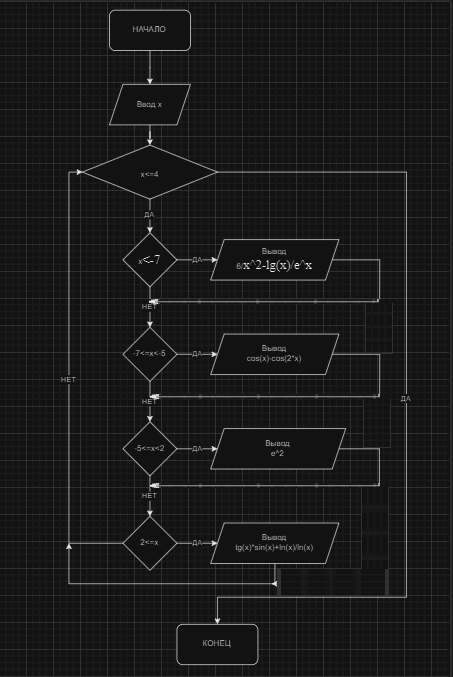 НАЧАЛО
Ввод x
x<=4
ДА
x<-7
ДА
Вывод
6/x^2-lg(x)/e^x
НЕТ
-7<=x<-5
ДА
Вывод
cos(x)-cos(2*x)
НЕТ
ДА
НЕТ
-5<=x<2
ДА
Вывод
e^2
НЕТ
2<=x
ДА
Вывод
tg(x)*sin(x)+ln(x)/ln(x)
КОНЕЦ